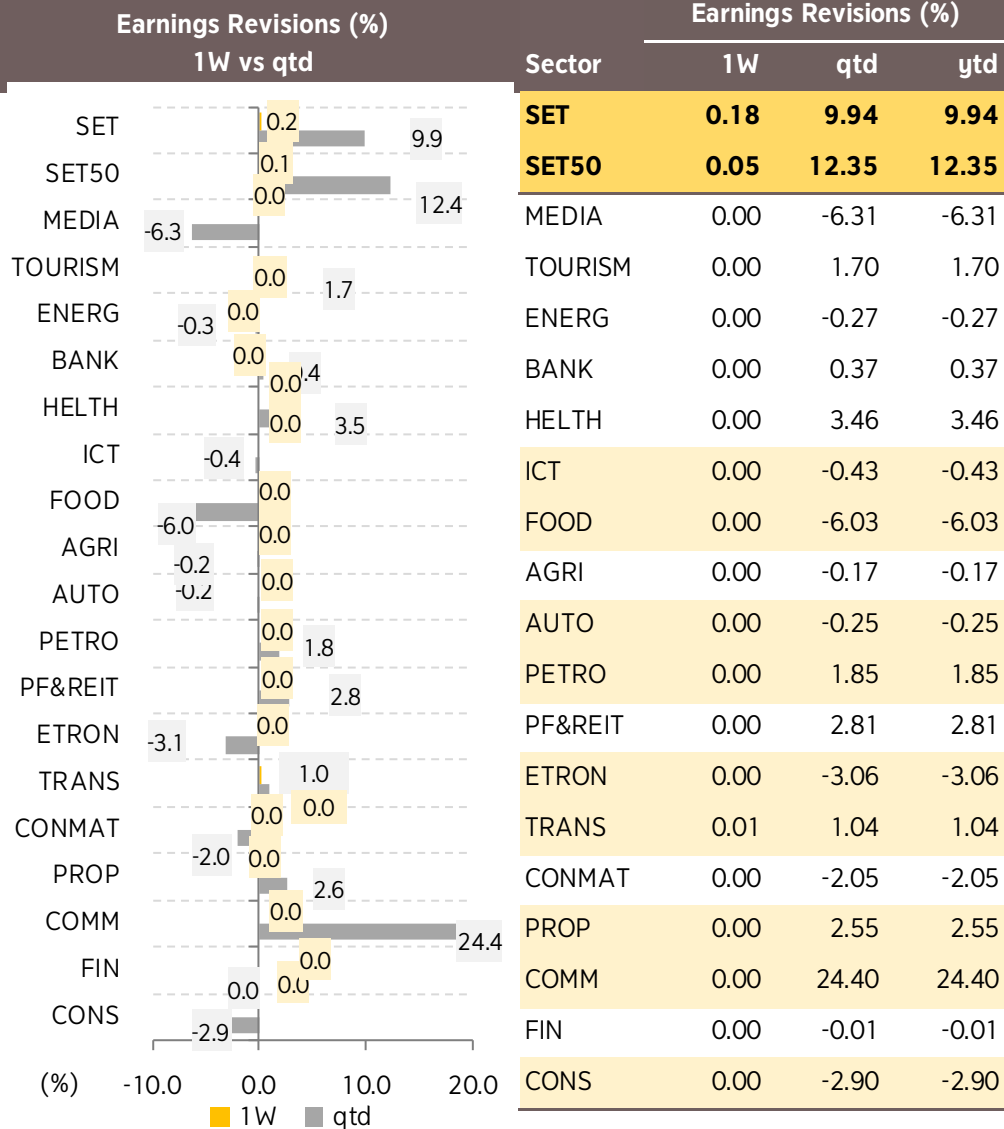 Earnings Revisions (%)
1W vs qtd
SET
0.2
9.9
SET50
0.1
12.4
MEDIA
0.0
-6.3
TOURISM
0.0
1.7
ENERG
0.0
-0.3
BANK
0.0
HELTH
0.0
0.0
3.5
ICT
-0.4
FOOD
0.0
-6.0
AGRI
0.0
-0.2
AUTO
0.0
-0.2
PETRO
0.0
1.8
PF&REIT
0.0
2.8
ETRON
0.0
-3.1
TRANS
1.0
0.0
CONMAT
0.0
-2.0
PROP
0.0
2.6
COMM
0.0
24.4
FIN
0.0
0.0
0.0
CONS
-2.9
(%) -10.0 0.0 10.0 20.0
1W qtd
Earnings Revisions (%)
Sector 1W qtd ytd
SET 0.18 9.94 9.94
SET50 0.05 12.35 12.35
MEDIA 0.00 -6.31 -6.31
TOURISM 0.00 1.70 1.70
ENERG 0.00 -0.27 -0.27
BANK 0.00 0.37 0.37
HELTH 0.00 3.46 3.46
ICT 0.00 -0.43 -0.43
FOOD 0.00 -6.03 -6.03
AGRI 0.00 -0.17 -0.17
AUTO 0.00 -0.25 -0.25
PETRO 0.00 1.85 1.85
PF&REIT 0.00 2.81 2.81
ETRON 0.00 -3.06 -3.06
TRANS 0.01 1.04 1.04
CONMAT 0.00 -2.05 -2.05
PROP 0.00 2.55 2.55
COMM 0.00 24.40 24.40
FIN 0.00 -0.01 -0.01
CONS 0.00 -2.90 -2.90